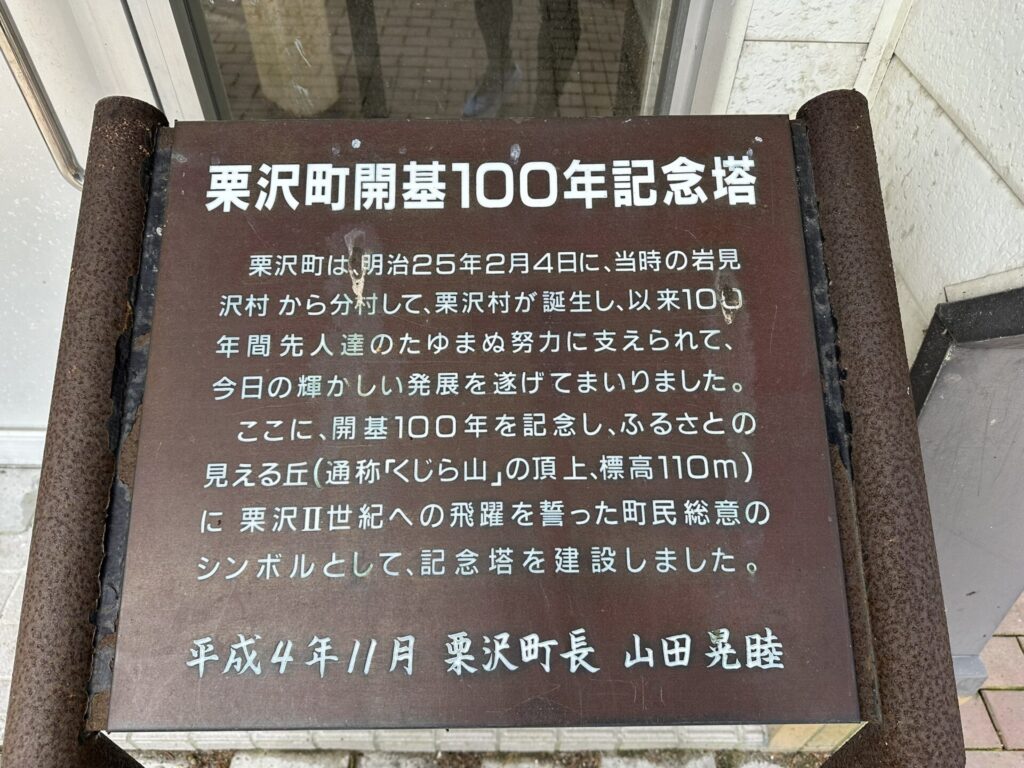 栗沢町開基100年記念塔
栗沢町は、明治25年2月4日に、当時の岩見
沢村から分村して、栗沢村が誕生し、以来100
年間先人達のたゆまぬ努力に支えられて、
今日の輝かしい発展を遂げてまいりました。
ここに、開基100年を記念し、ふるさとの
見える丘(通称「くじら山」の頂上、標高110m)
に栗沢Ⅱ世紀への飛躍を誓った町民総意の
シンボルとして、記念塔を建設しました。
平成4年11月 栗沢町長 山田晃睦